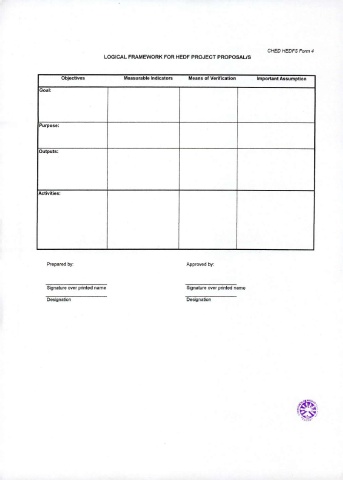 CHED HEDFS Form 4
LOGICAL FRAMEWORK FOR HEDF PROJECT PROPOSAL/S
Objectives Measurable Indicators Means of Verification Important Assumption
Goal:
Purpose:
Outputs:
Activities:
Prepared by: Approved by:
Signature over printed name Signature over printed name
Designation Designation